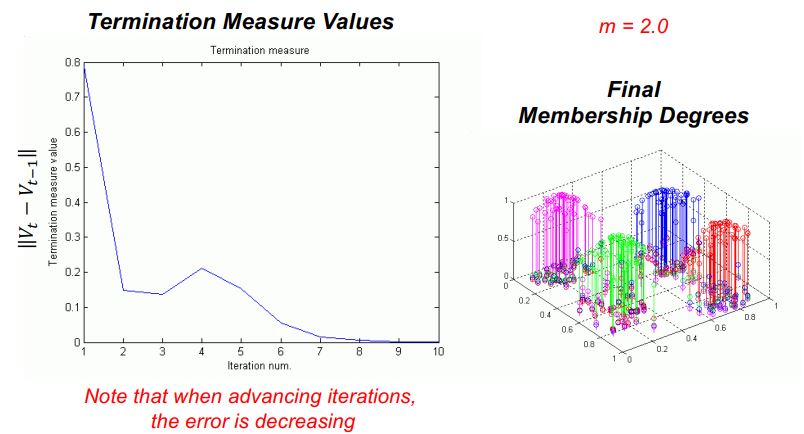 Termination Measure Values
Termination measure
0.8
0.7
0.6
0.5
0.4
0.3
0.2
0.1
0
1 2 3 4 5 6 7 8 9 10
Iteration num.
Termination measure value
‖V_t − V_{t−1}‖
Note that when advancing iterations,
the error is decreasing
m = 2.0
Final
Membership Degrees
1
0.5
0
0 0.2 0.4 0.6 0.8 1
0 0.2 0.4 0.6 0.8 1